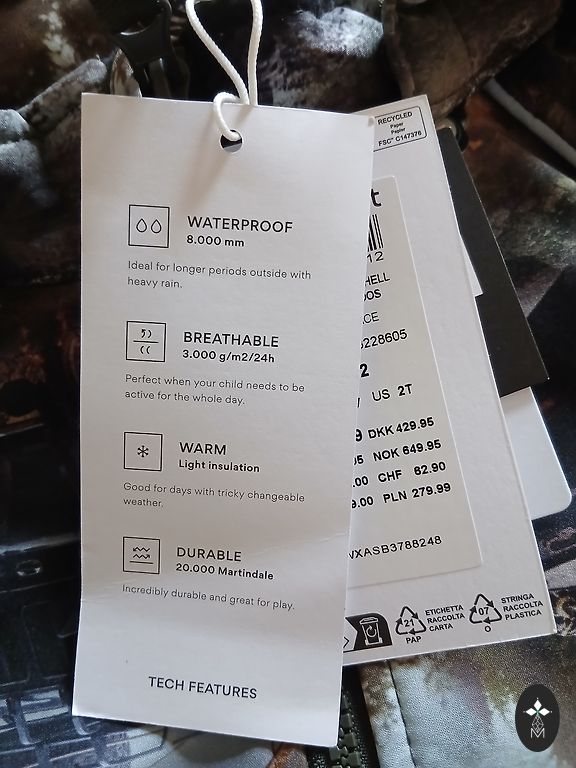 WATERPROOF
8.000 mm
Ideal for longer periods outside with
heavy rain.
BREATHABLE
3.000 g/m2/24h
Perfect when your child needs to be
active for the whole day.
WARM
Light insulation
Good for days with tricky changeable
weather.
DURABLE
20.000 Martindale
Incredibly durable and great for play.
TECH FEATURES
RECYCLED
Paper
Papier
FSC® C147376
US 2T
DKK 429.95
NOK 649.95
CHF 62.90
PLN 279.99
21
PAP
ETICHETTA
RACCOLTA
CARTA
07
O
STRINGA
RACCOLTA
PLASTICA
M